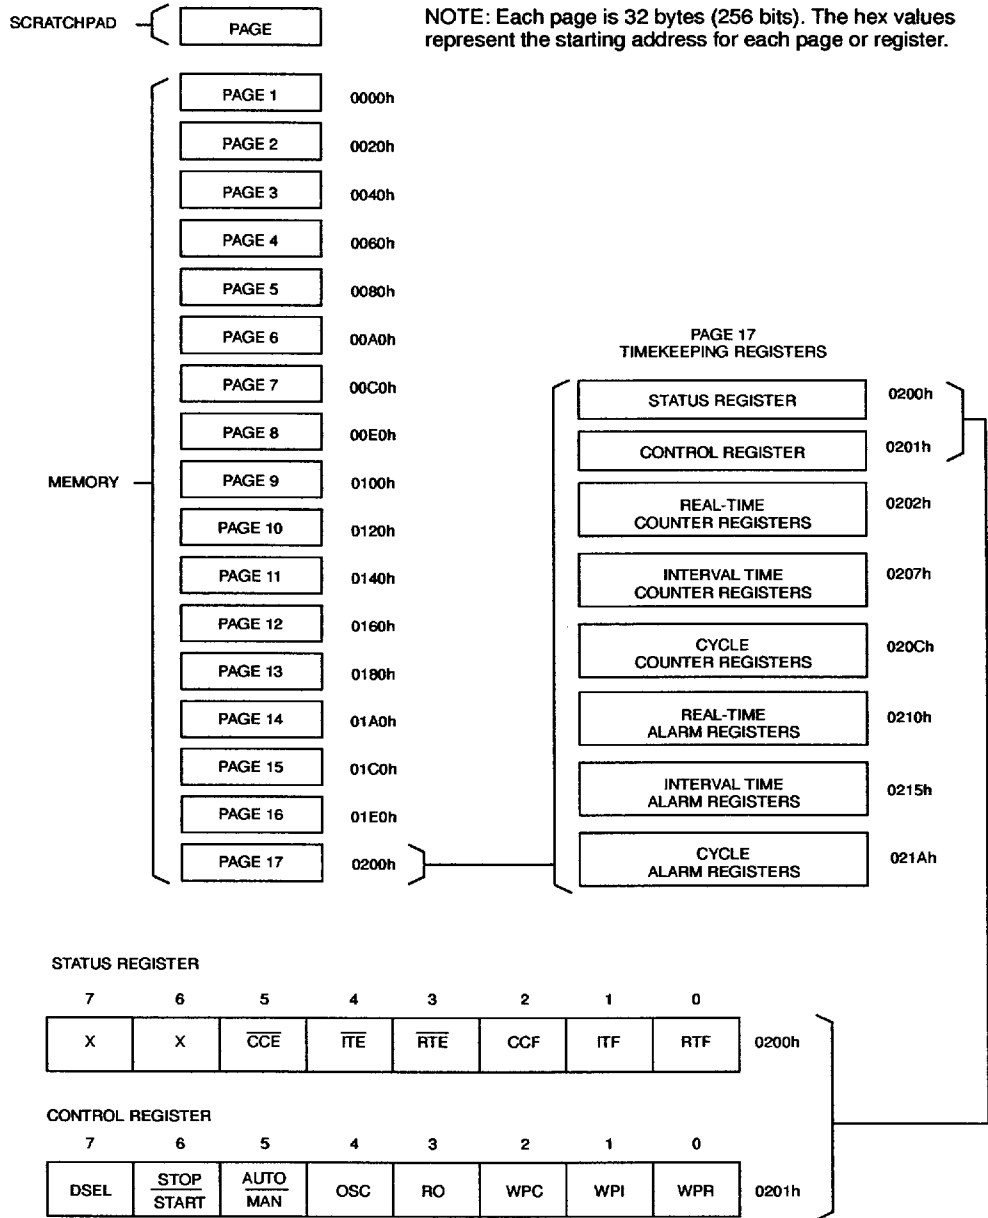 SCRATCHPAD
PAGE
NOTE: Each page is 32 bytes (256 bits). The hex values
represent the starting address for each page or register.
MEMORY
PAGE 1 0000h
PAGE 2 0020h
PAGE 3 0040h
PAGE 4 0060h
PAGE 5 0080h
PAGE 6 00A0h
PAGE 7 00C0h
PAGE 8 00E0h
PAGE 9 0100h
PAGE 10 0120h
PAGE 11 0140h
PAGE 12 0160h
PAGE 13 0180h
PAGE 14 01A0h
PAGE 15 01C0h
PAGE 16 01E0h
PAGE 17 0200h
PAGE 17
TIMEKEEPING REGISTERS
STATUS REGISTER 0200h
CONTROL REGISTER 0201h
REAL-TIME
COUNTER REGISTERS 0202h
INTERVAL TIME
COUNTER REGISTERS 0207h
CYCLE
COUNTER REGISTERS 020Ch
REAL-TIME
ALARM REGISTERS 0210h
INTERVAL TIME
ALARM REGISTERS 0215h
CYCLE
ALARM REGISTERS 021Ah
STATUS REGISTER
7 6 5 4 3 2 1 0
X X C̅C̅E̅ I̅T̅E̅ R̅T̅E̅ CCF ITF RTF 0200h
CONTROL REGISTER
7 6 5 4 3 2 1 0
DSEL STOP/START AUTO/MAN OSC RO WPC WPI WPR 0201h